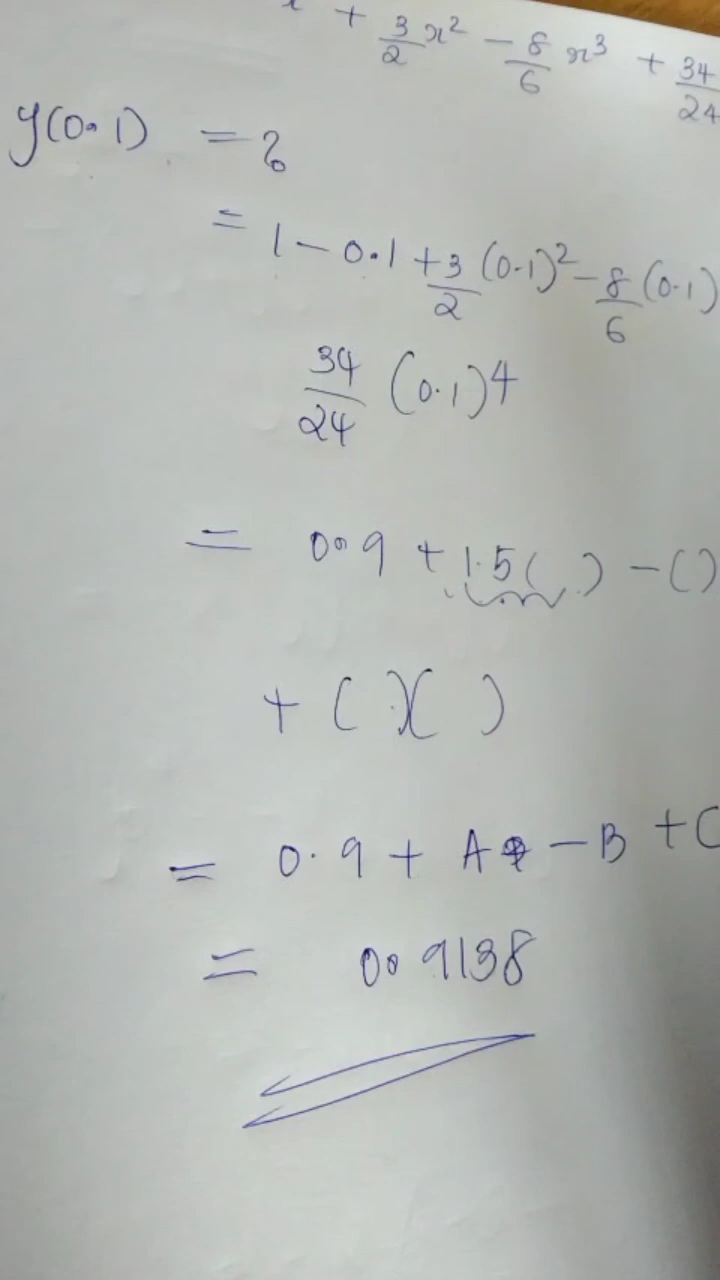 + 3/2 x² - 8/6 x³ + 34/24
y(0.1) = ?
= 1 - 0.1 + 3/2 (0.1)² - 8/6 (0.1)
34/24 (0.1)4
= 0.9 + 1.5( ) - ( )
+ ( )( )
= 0.9 + A - B + C
= 0.9138